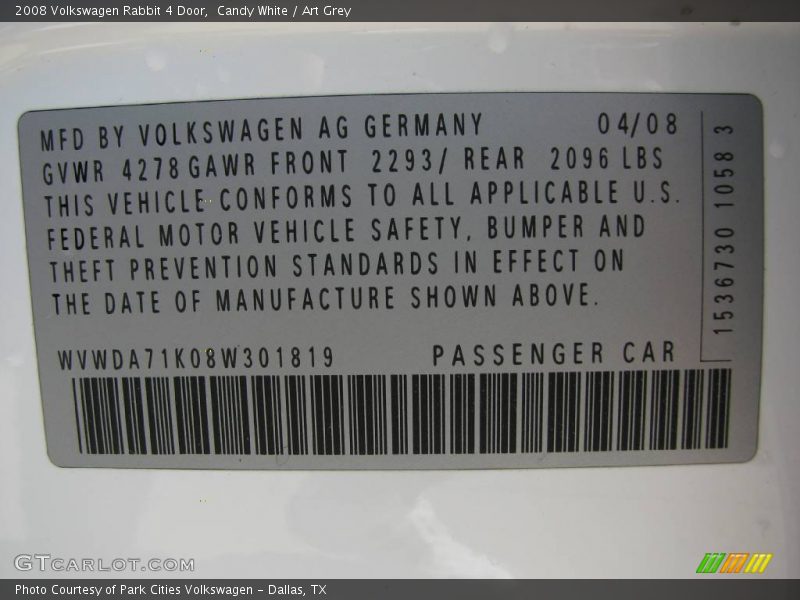 2008 Volkswagen Rabbit 4 Door,  Candy White / Art Grey
MFD BY VOLKSWAGEN AG GERMANY 04/08
GVWR 4278 GAWR FRONT 2293/ REAR 2096 LBS
THIS VEHICLE CONFORMS TO ALL APPLICABLE U.S.
FEDERAL MOTOR VEHICLE SAFETY, BUMPER AND
THEFT PREVENTION STANDARDS IN EFFECT ON
THE DATE OF MANUFACTURE SHOWN ABOVE.
WVWDA71K08W301819 PASSENGER CAR
1536730 1058 3
GTCARLOT.COM
Photo Courtesy of Park Cities Volkswagen – Dallas, TX